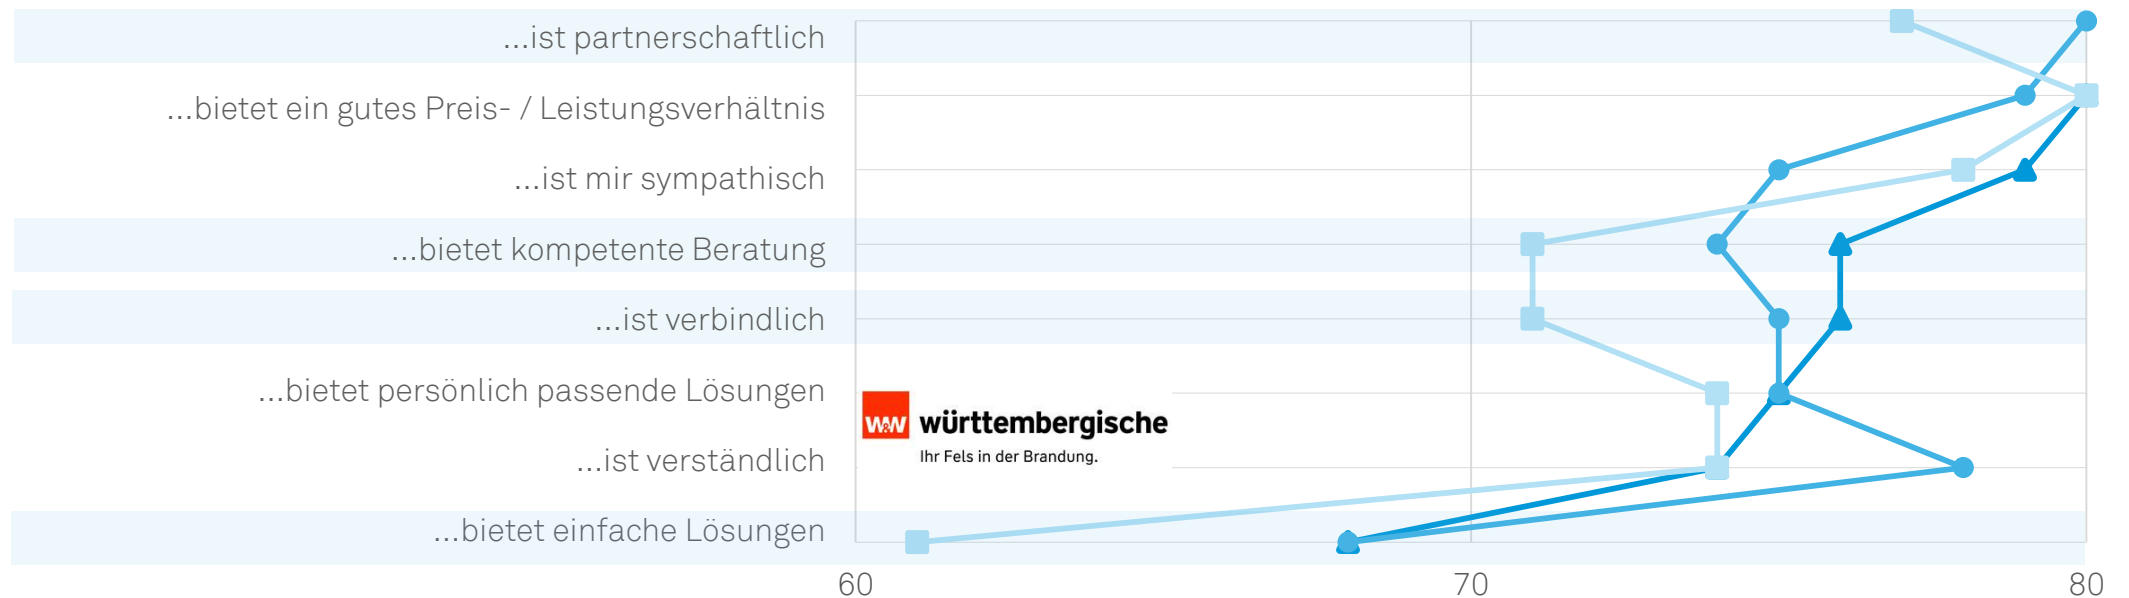 ...ist partnerschaftlich
...bietet ein gutes Preis- / Leistungsverhältnis
...ist mir sympathisch
...bietet kompetente Beratung
...ist verbindlich
...bietet persönlich passende Lösungen
W&W württembergische
Ihr Fels in der Brandung.
...ist verständlich
...bietet einfache Lösungen
60 70 80